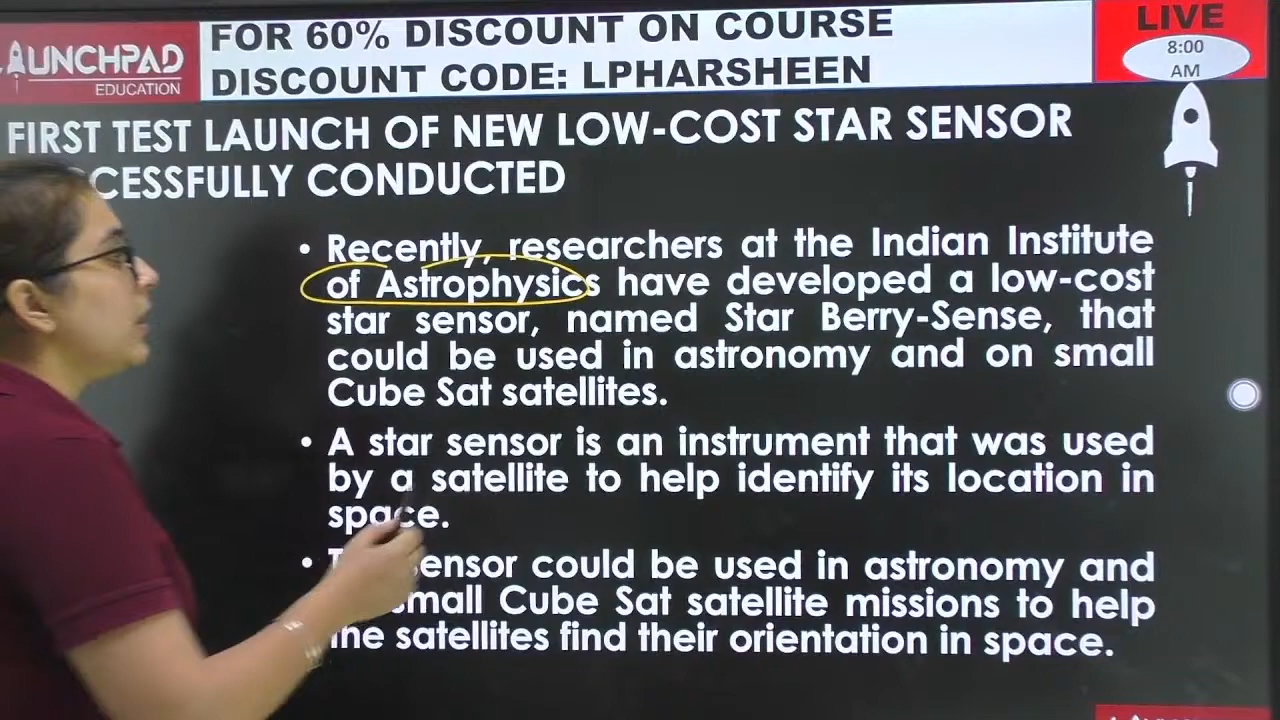 FOR 60% DISCOUNT ON COURSE
DISCOUNT CODE: LPHARSHEEN
LAUNCHPAD
EDUCATION
LIVE
8:00
AM
FIRST TEST LAUNCH OF NEW LOW-COST STAR SENSOR
CESSFULLY CONDUCTED
• Recently, researchers at the Indian Institute
of Astrophysics have developed a low-cost
star sensor, named Star Berry-Sense, that
could be used in astronomy and on small
Cube Sat satellites.
• A star sensor is an instrument that was used
by a satellite to help identify its location in
space.
• sensor could be used in astronomy and
small Cube Sat satellite missions to help
the satellites find their orientation in space.